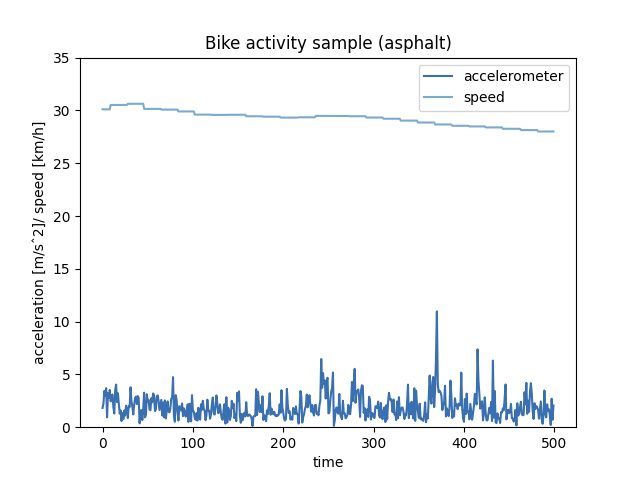 Bike activity sample (asphalt)
accelerometer
speed
acceleration [m/sˆ2]/ speed [km/h]
35
30
25
20
15
10
5
0
0 100 200 300 400 500
time